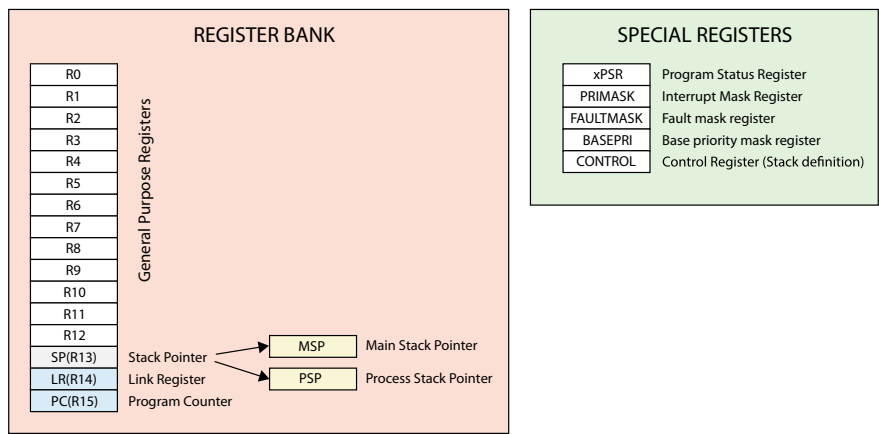 REGISTER BANK
R0
R1
R2
R3
R4
R5
R6
R7
R8
R9
R10
R11
R12
General Purpose Registers
SP(R13) Stack Pointer
LR(R14) Link Register
PC(R15) Program Counter
MSP Main Stack Pointer
PSP Process Stack Pointer
SPECIAL REGISTERS
xPSR Program Status Register
PRIMASK Interrupt Mask Register
FAULTMASK Fault mask register
BASEPRI Base priority mask register
CONTROL Control Register (Stack definition)